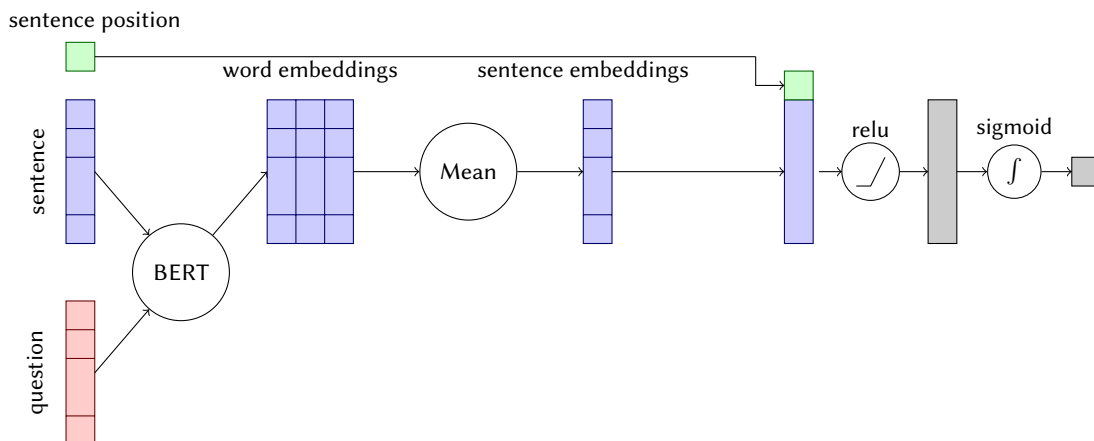 sentence position
word embeddings
sentence embeddings
sentence
relu
sigmoid
Mean
∫
BERT
question